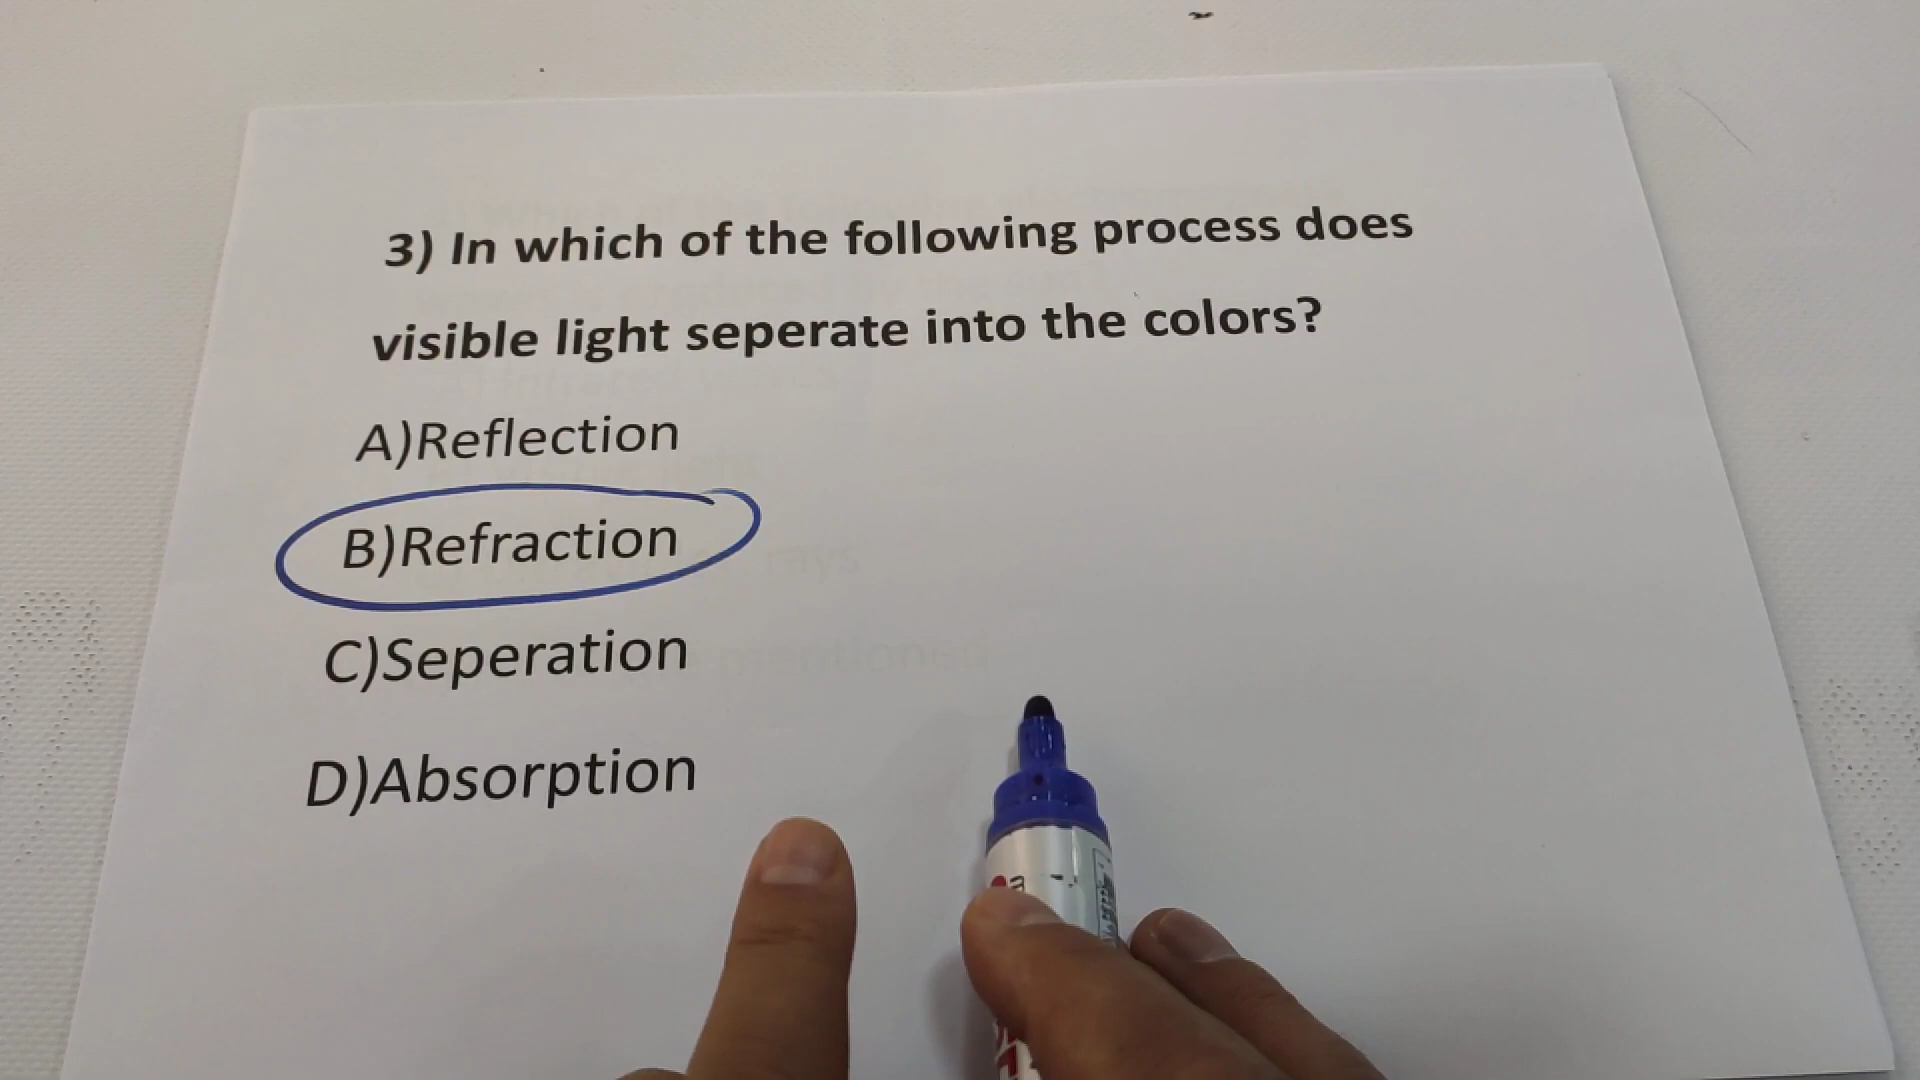 3) In which of the following process does
visible light seperate into the colors?
A)Reflection
B)Refraction
C)Seperation
D)Absorption